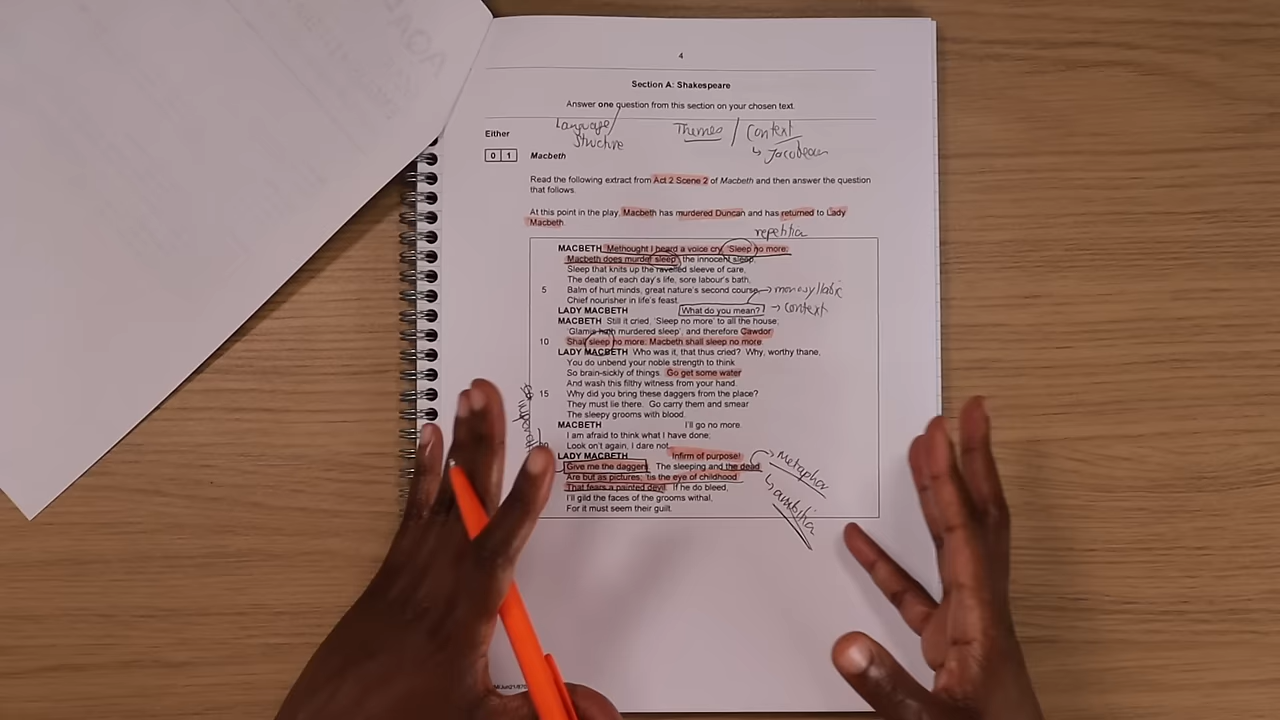 4
Section A: Shakespeare
Answer one question from this section on your chosen text.
Language/
Structure
Themes / Context
↳ Jacobean
Either
0 1
Macbeth
Read the following extract from Act 2 Scene 2 of Macbeth and then answer the question
that follows.
At this point in the play, Macbeth has murdered Duncan and has returned to Lady
Macbeth.
repetition
MACBETH Methought I heard a voice cry, 'Sleep no more:
Macbeth does murder sleep', the innocent sleep,
Sleep that knits up the ravelled sleeve of care,
The death of each day's life, sore labour's bath,
5 Balm of hurt minds, great nature's second course, → monosyllabic
Chief nourisher in life's feast.
LADY MACBETH What do you mean? → context
MACBETH Still it cried, 'Sleep no more' to all the house;
'Glamis hath murdered sleep', and therefore Cawdor
10 Shall sleep no more: Macbeth shall sleep no more.
LADY MACBETH Who was it, that thus cried? Why, worthy thane,
You do unbend your noble strength to think
So brain-sickly of things. Go get some water
And wash this filthy witness from your hand.
15 Why did you bring these daggers from the place?
They must lie there. Go carry them and smear
The sleepy grooms with blood.
MACBETH I'll go no more.
I am afraid to think what I have done;
Look on't again, I dare not.
LADY MACBETH Infirm of purpose!
Give me the daggers. The sleeping and the dead
Are but as pictures; 'tis the eye of childhood
That fears a painted devil. If he do bleed,
I'll gild the faces of the grooms withal,
For it must seem their guilt.
Metaphor
↳ ambition